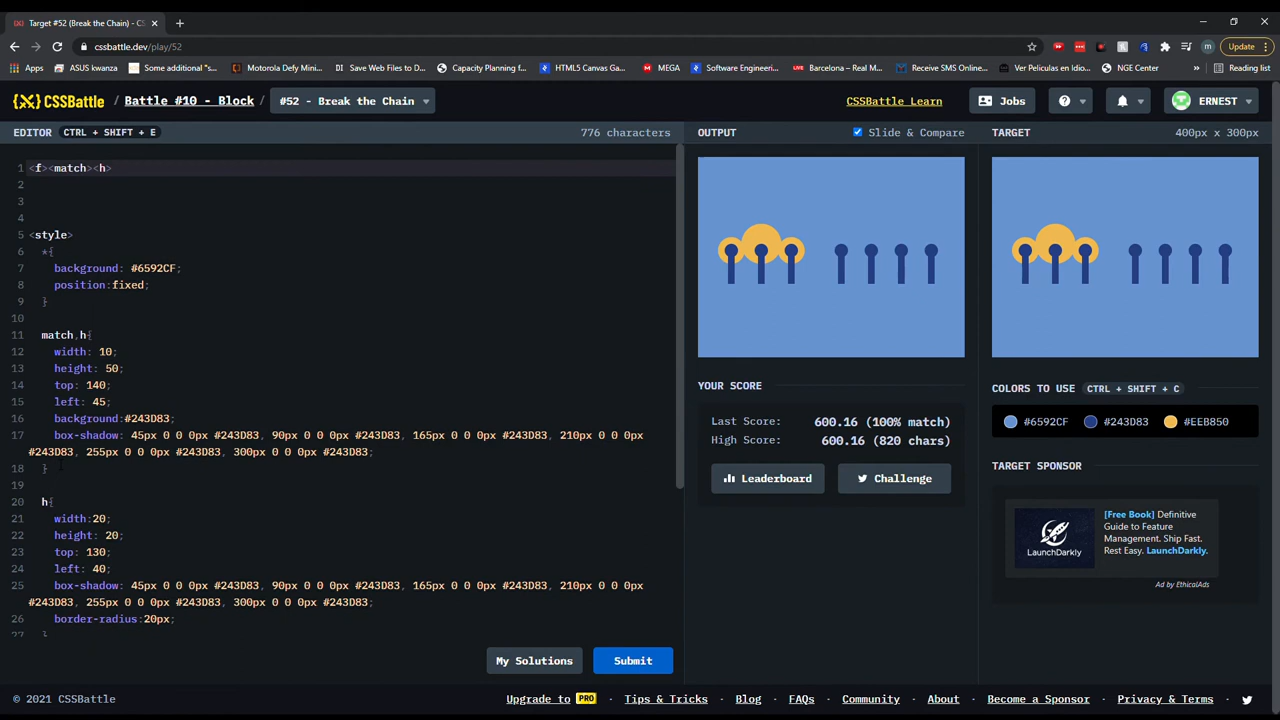 Target #52 (Break the Chain) - CS
cssbattle.dev/play/52
m
Update
Apps
ASUS kwanza
Some additional "s...
Motorola Defy Mini...
Save Web Files to D...
Capacity Planning f...
HTML5 Canvas Ga...
MEGA
Software Engineeri...
LIVE
Barcelona – Real M...
Receive SMS Online...
Ver Peliculas en Idio...
NGE Center
»
Reading list
CSSBattle
Battle #10 - Block
#52 - Break the Chain
CSSBattle Learn
Jobs
ERNEST
EDITOR
CTRL + SHIFT + E
776 characters
OUTPUT
Slide & Compare
TARGET
400px x 300px
1 <f><match><h>
2
3
4
5 <style>
6 *{
7 background: #6592CF;
8 position:fixed;
9 }
10
11 match,h{
12 width: 10;
13 height: 50;
14 top: 140;
15 left: 45;
16 background:#243D83;
17 box-shadow: 45px 0 0 0px #243D83, 90px 0 0 0px #243D83, 165px 0 0 0px #243D83, 210px 0 0 0px
#243D83, 255px 0 0 0px #243D83, 300px 0 0 0px #243D83;
18 }
19
20 h{
21 width:20;
22 height: 20;
23 top: 130;
24 left: 40;
25 box-shadow: 45px 0 0 0px #243D83, 90px 0 0 0px #243D83, 165px 0 0 0px #243D83, 210px 0 0 0px
#243D83, 255px 0 0 0px #243D83, 300px 0 0 0px #243D83;
26 border-radius:20px;
27 }
YOUR SCORE
Last Score: 600.16 (100% match)
High Score: 600.16 (820 chars)
Leaderboard
Challenge
COLORS TO USE
CTRL + SHIFT + C
#6592CF
#243D83
#EEB850
TARGET SPONSOR
LaunchDarkly
[Free Book] Definitive
Guide to Feature
Management. Ship Fast.
Rest Easy. LaunchDarkly.
Ad by EthicalAds
My Solutions
Submit
© 2021 CSSBattle
Upgrade to PRO · Tips & Tricks · Blog · FAQs · Community · About · Become a Sponsor · Privacy & Terms ·